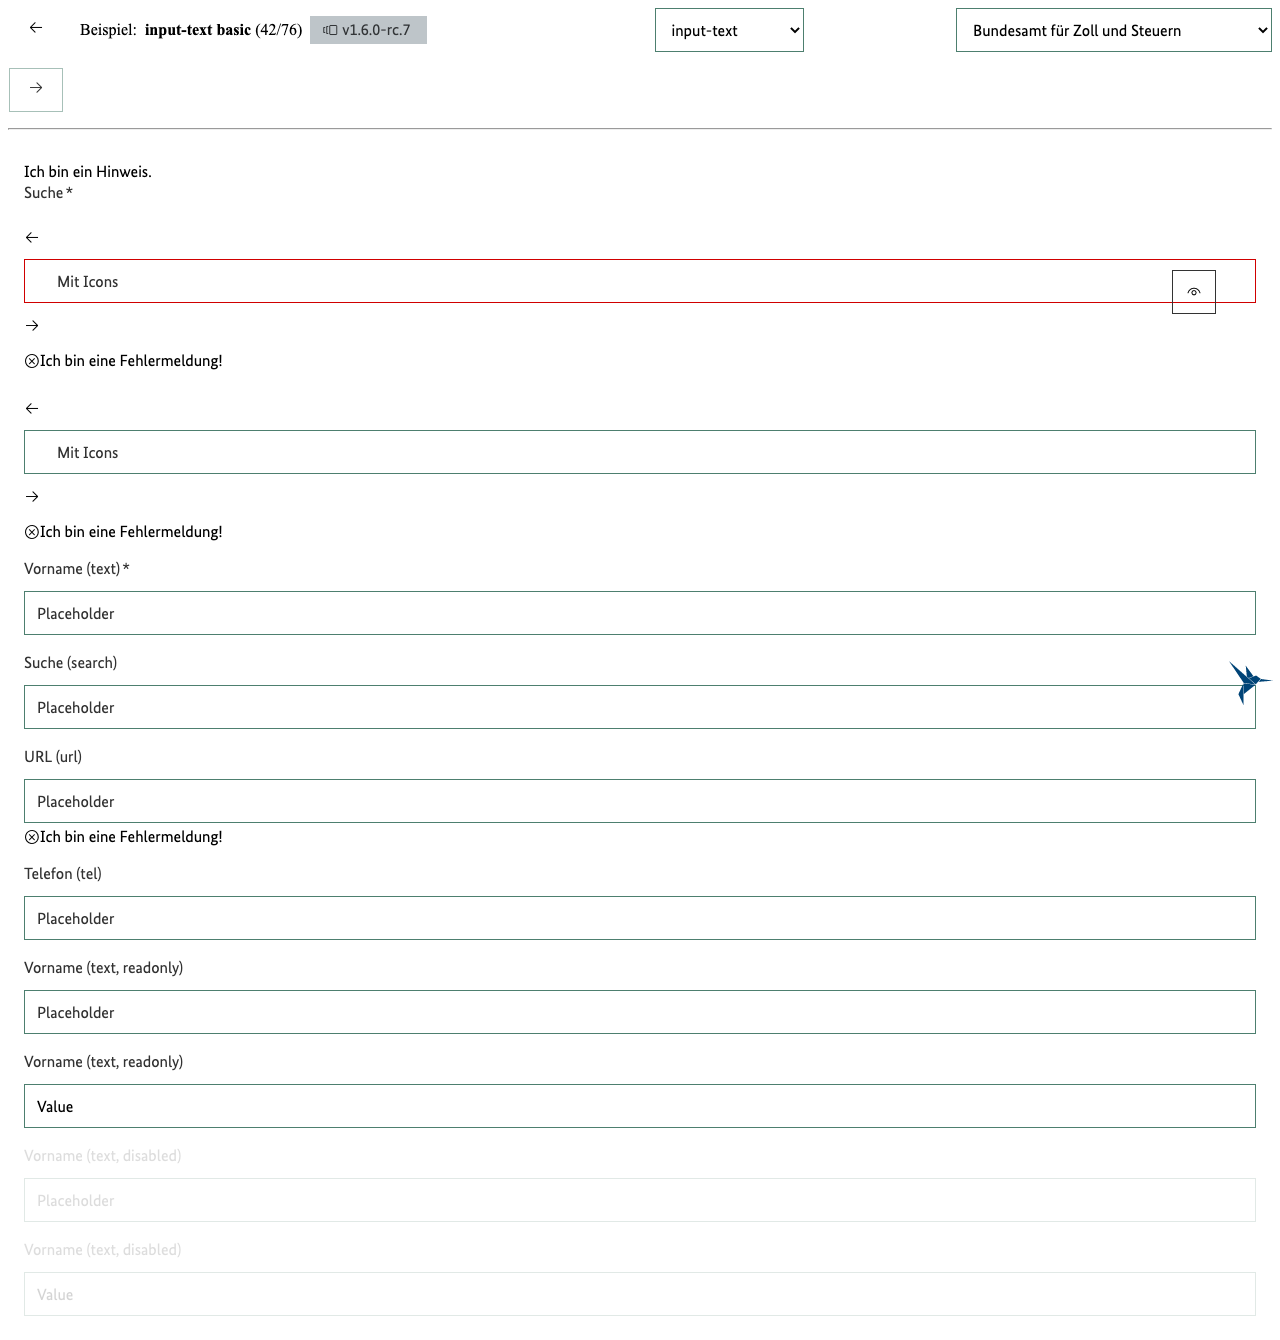 Beispiel: input-text basic (42/76) v1.6.0-rc.7 input-text Bundesamt für Zoll und Steuern
Ich bin ein Hinweis.
Suche*
Mit Icons
Ich bin eine Fehlermeldung!
Mit Icons
Ich bin eine Fehlermeldung!
Vorname (text)*
Placeholder
Suche (search)
Placeholder
URL (url)
Placeholder
Ich bin eine Fehlermeldung!
Telefon (tel)
Placeholder
Vorname (text, readonly)
Placeholder
Vorname (text, readonly)
Value
Vorname (text, disabled)
Placeholder
Vorname (text, disabled)
Value